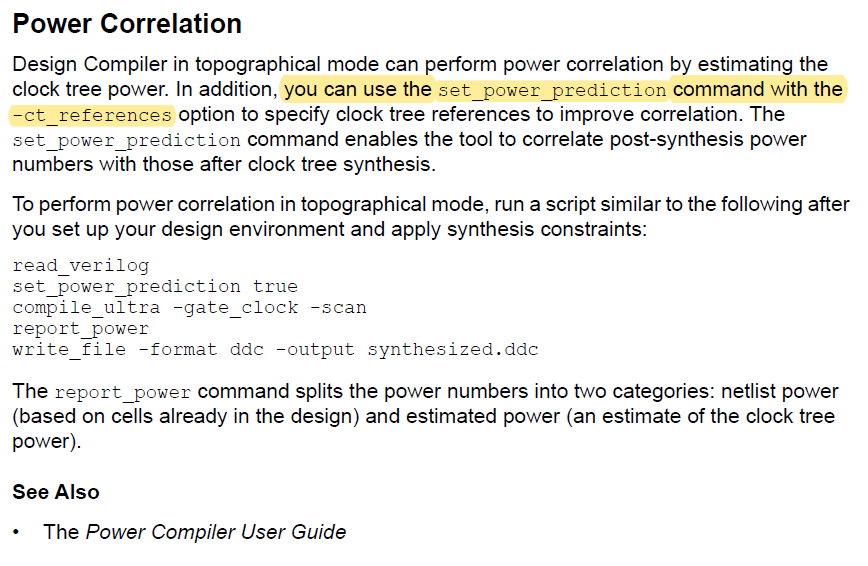 Power Correlation
Design Compiler in topographical mode can perform power correlation by estimating the
clock tree power. In addition, you can use the set_power_prediction command with the
-ct_references option to specify clock tree references to improve correlation. The
set_power_prediction command enables the tool to correlate post-synthesis power
numbers with those after clock tree synthesis.
To perform power correlation in topographical mode, run a script similar to the following after
you set up your design environment and apply synthesis constraints:
read_verilog
set_power_prediction true
compile_ultra -gate_clock -scan
report_power
write_file -format ddc -output synthesized.ddc
The report_power command splits the power numbers into two categories: netlist power
(based on cells already in the design) and estimated power (an estimate of the clock tree
power).
See Also
• The Power Compiler User Guide